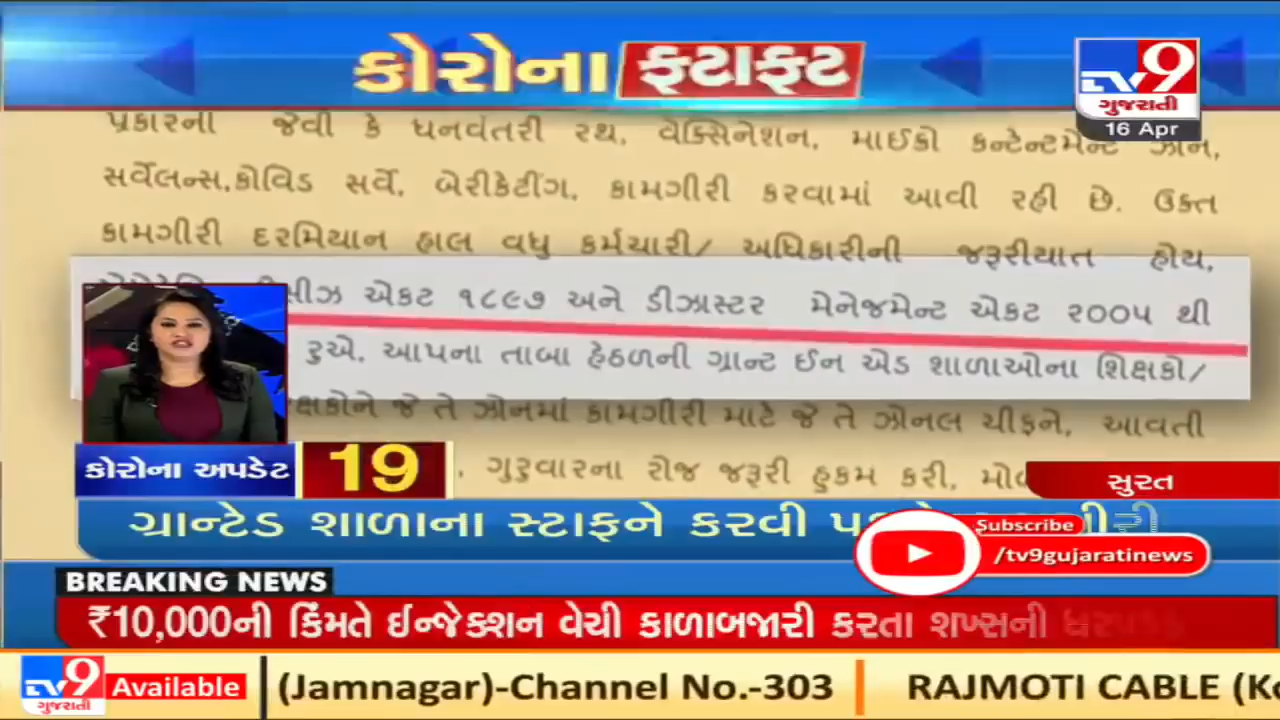 કોરોના ફટાફટ
TV9
ગુજરાતી
16 Apr
પ્રકારની જેવી કે ધનવંતરી રથ, વેક્સિનેશન, માઈકો કન્ટેન્ટમેન્ટ ઝોન,
સર્વેલન્સ,કોવિડ સર્વે, બેરીકેટીંગ, કામગીરી કરવામાં આવી રહી છે. ઉક્ત
કામગીરી દરમિયાન હાલ વધુ કર્મચારી/ અધિકારીની જરૂરીયાત હોય,
એકટ ૧૮૯૭ અને ડીઝાસ્ટર મેનેજમેન્ટ એકટ ૨૦૦૫ થી
આપના તાબા હેઠળની ગ્રાન્ટ ઈન એડ શાળાઓના શિક્ષકો/
જે તે ઝોનમાં કામગીરી માટે જે તે ઝોનલ ચીફને, આવતી
ગુરુવારના રોજ જરૂરી હુકમ કરી,
કોરોના અપડેટ
19
સુરત
ગ્રાન્ટેડ શાળાના સ્ટાફને કરવી
Subscribe
/tv9gujaratinews
BREAKING NEWS
₹10,000ની કિંમતે ઈન્જેક્શન વેચી કાળાબજારી કરતા શખ્સની ધરપકડ
TV9
ગુજરાતી
Available
(Jamnagar)-Channel No.-303
RAJMOTI CABLE